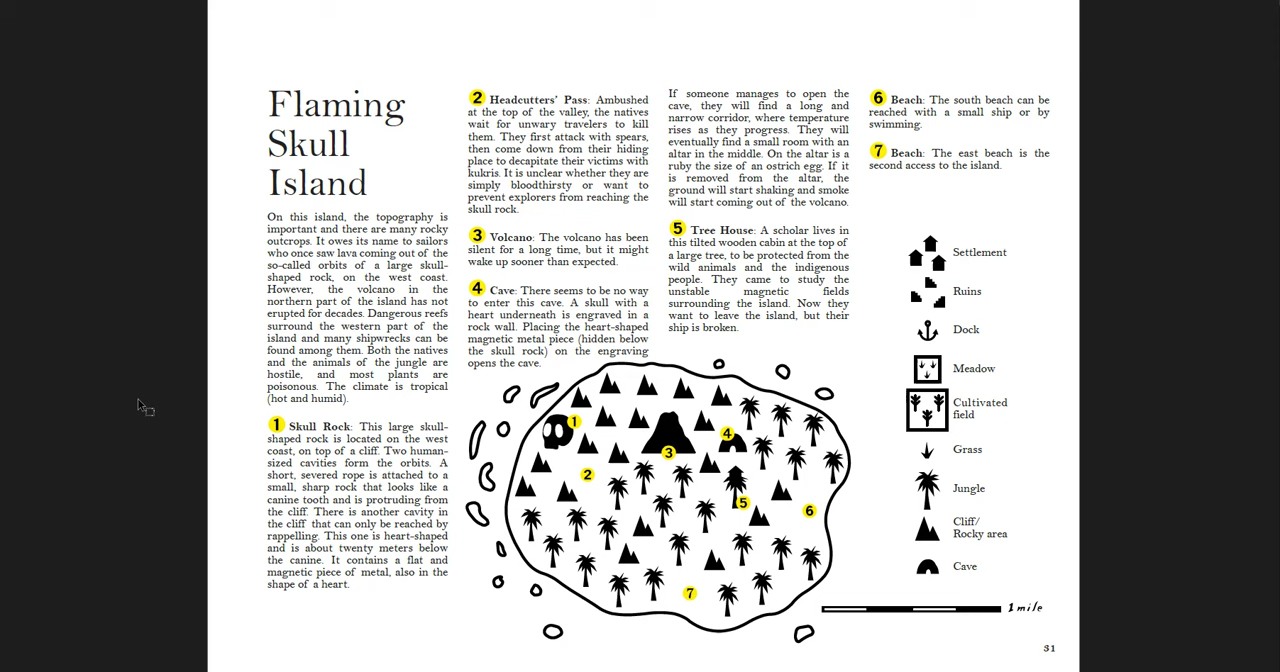 Flaming
Skull
Island
On this island, the topography is
important and there are many rocky
outcrops. It owes its name to sailors
who once saw lava coming out of the
so-called orbits of a large skull-
shaped rock, on the west coast.
However, the volcano in the
northern part of the island has not
erupted for decades. Dangerous reefs
surround the western part of the
island and many shipwrecks can be
found among them. Both the natives
and the animals of the jungle are
hostile, and most plants are
poisonous. The climate is tropical
(hot and humid).
1 Skull Rock: This large skull-
shaped rock is located on the west
coast, on top of a cliff. Two human-
sized cavities form the orbits. A
short, severed rope is attached to a
small, sharp rock that looks like a
canine tooth and is protruding from
the cliff. There is another cavity in
the cliff that can only be reached by
rappelling. This one is heart-shaped
and is about twenty meters below
the canine. It contains a flat and
magnetic piece of metal, also in the
shape of a heart.
2 Headcutters' Pass: Ambushed
at the top of the valley, the natives
wait for unwary travelers to kill
them. They first attack with spears,
then come down from their hiding
place to decapitate their victims with
kukris. It is unclear whether they are
simply bloodthirsty or want to
prevent explorers from reaching the
skull rock.
3 Volcano: The volcano has been
silent for a long time, but it might
wake up sooner than expected.
4 Cave: There seems to be no way
to enter this cave. A skull with a
heart underneath is engraved in a
rock wall. Placing the heart-shaped
magnetic metal piece (hidden below
the skull rock) on the engraving
opens the cave.
If someone manages to open the
cave, they will find a long and
narrow corridor, where temperature
rises as they progress. They will
eventually find a small room with an
altar in the middle. On the altar is a
ruby the size of an ostrich egg. If it
is removed from the altar, the
ground will start shaking and smoke
will start coming out of the volcano.
5 Tree House: A scholar lives in
this tilted wooden cabin at the top of
a large tree, to be protected from the
wild animals and the indigenous
people. They came to study the
unstable magnetic fields
surrounding the island. Now they
want to leave the island, but their
ship is broken.
6 Beach: The south beach can be
reached with a small ship or by
swimming.
7 Beach: The east beach is the
second access to the island.
Settlement
Ruins
Dock
Meadow
Cultivated
field
Grass
Jungle
Cliff/
Rocky area
Cave
1
4
3
2
5
6
7
1 mile
31